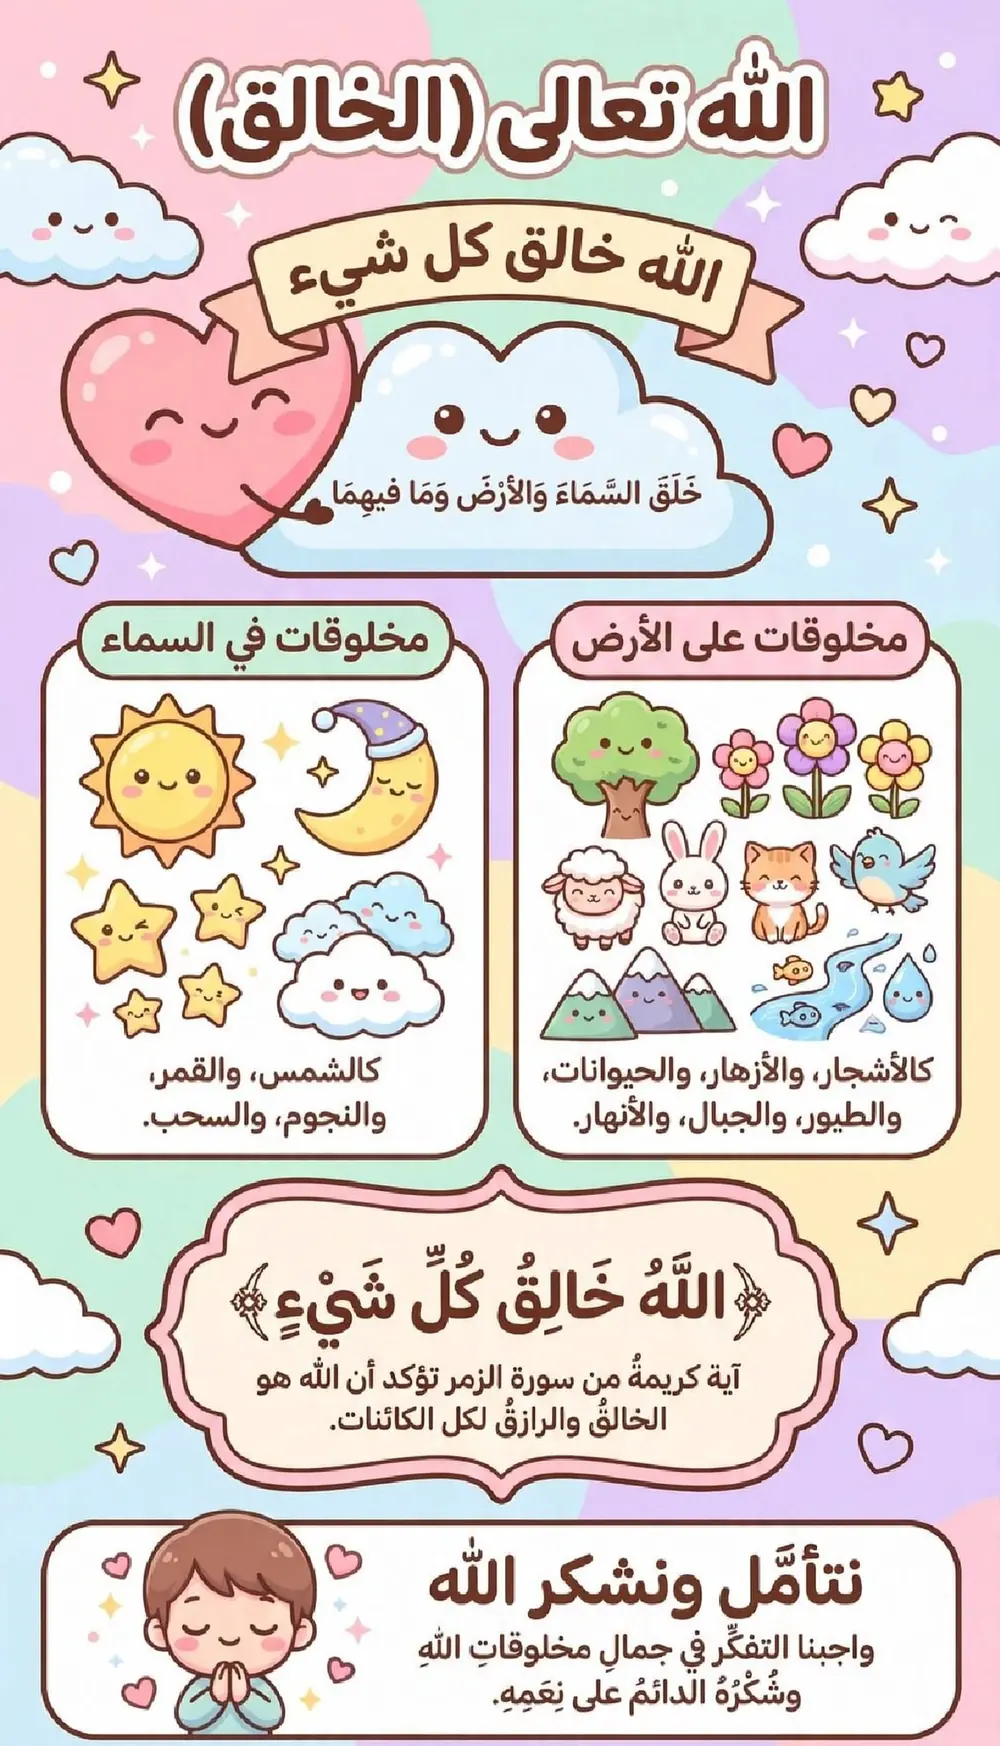 الله تعالى (الخالق)
الله خالق كل شيء
خَلَقَ السَّمَاءَ وَالأرْضَ وَمَا فيهِمَا
مخلوقات على الأرض
كالأشجار، والأزهار، والحيوانات،
والطيور، والجبال، والأنهار.
مخلوقات في السماء
كالشمس، والقمر،
والنجوم، والسحب.
﴿اللَّهُ خَالِقُ كُلِّ شَيْءٍ﴾
آية كريمةُ من سورة الزمر تؤكد أن الله هو
الخالقُ والرازقُ لكل الكائنات.
نتأمَّل ونشكر الله
واجبنا التفكِّر في جمالِ مخلوقاتِ اللهِ
وشُكْرُهُ الدائمُ على نِعَمِهِ.